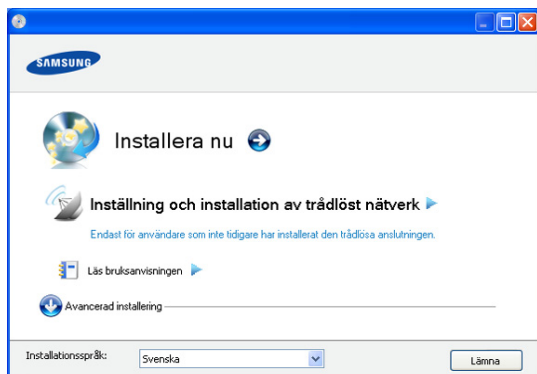 SAMSUNG
Installera nu
Inställning och installation av trådlöst nätverk
Endast för användare som inte tidigare har installerat den trådlösa anslutningen.
Läs bruksanvisningen
Avancerad installering
Installationsspråk: Svenska Lämna